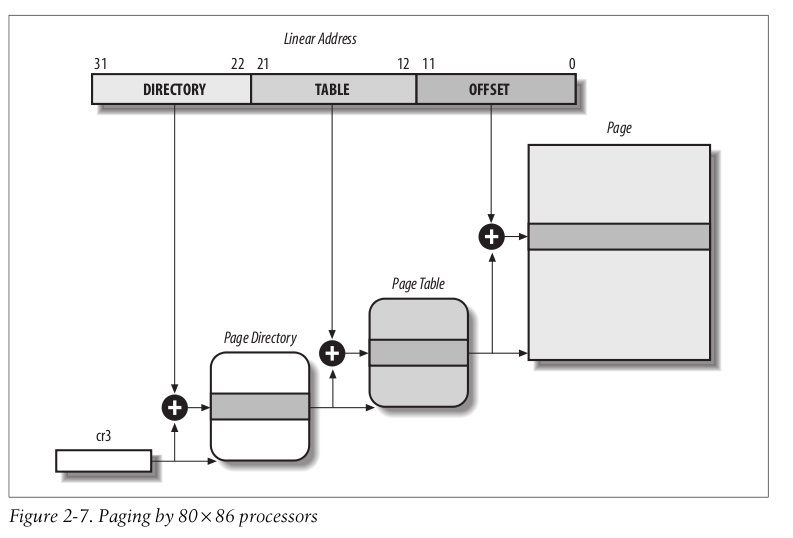 Linear Address
31 22 21 12 11 0
DIRECTORY TABLE OFFSET
Page
Page Table
Page Directory
cr3
Figure 2-7. Paging by 80×86 processors